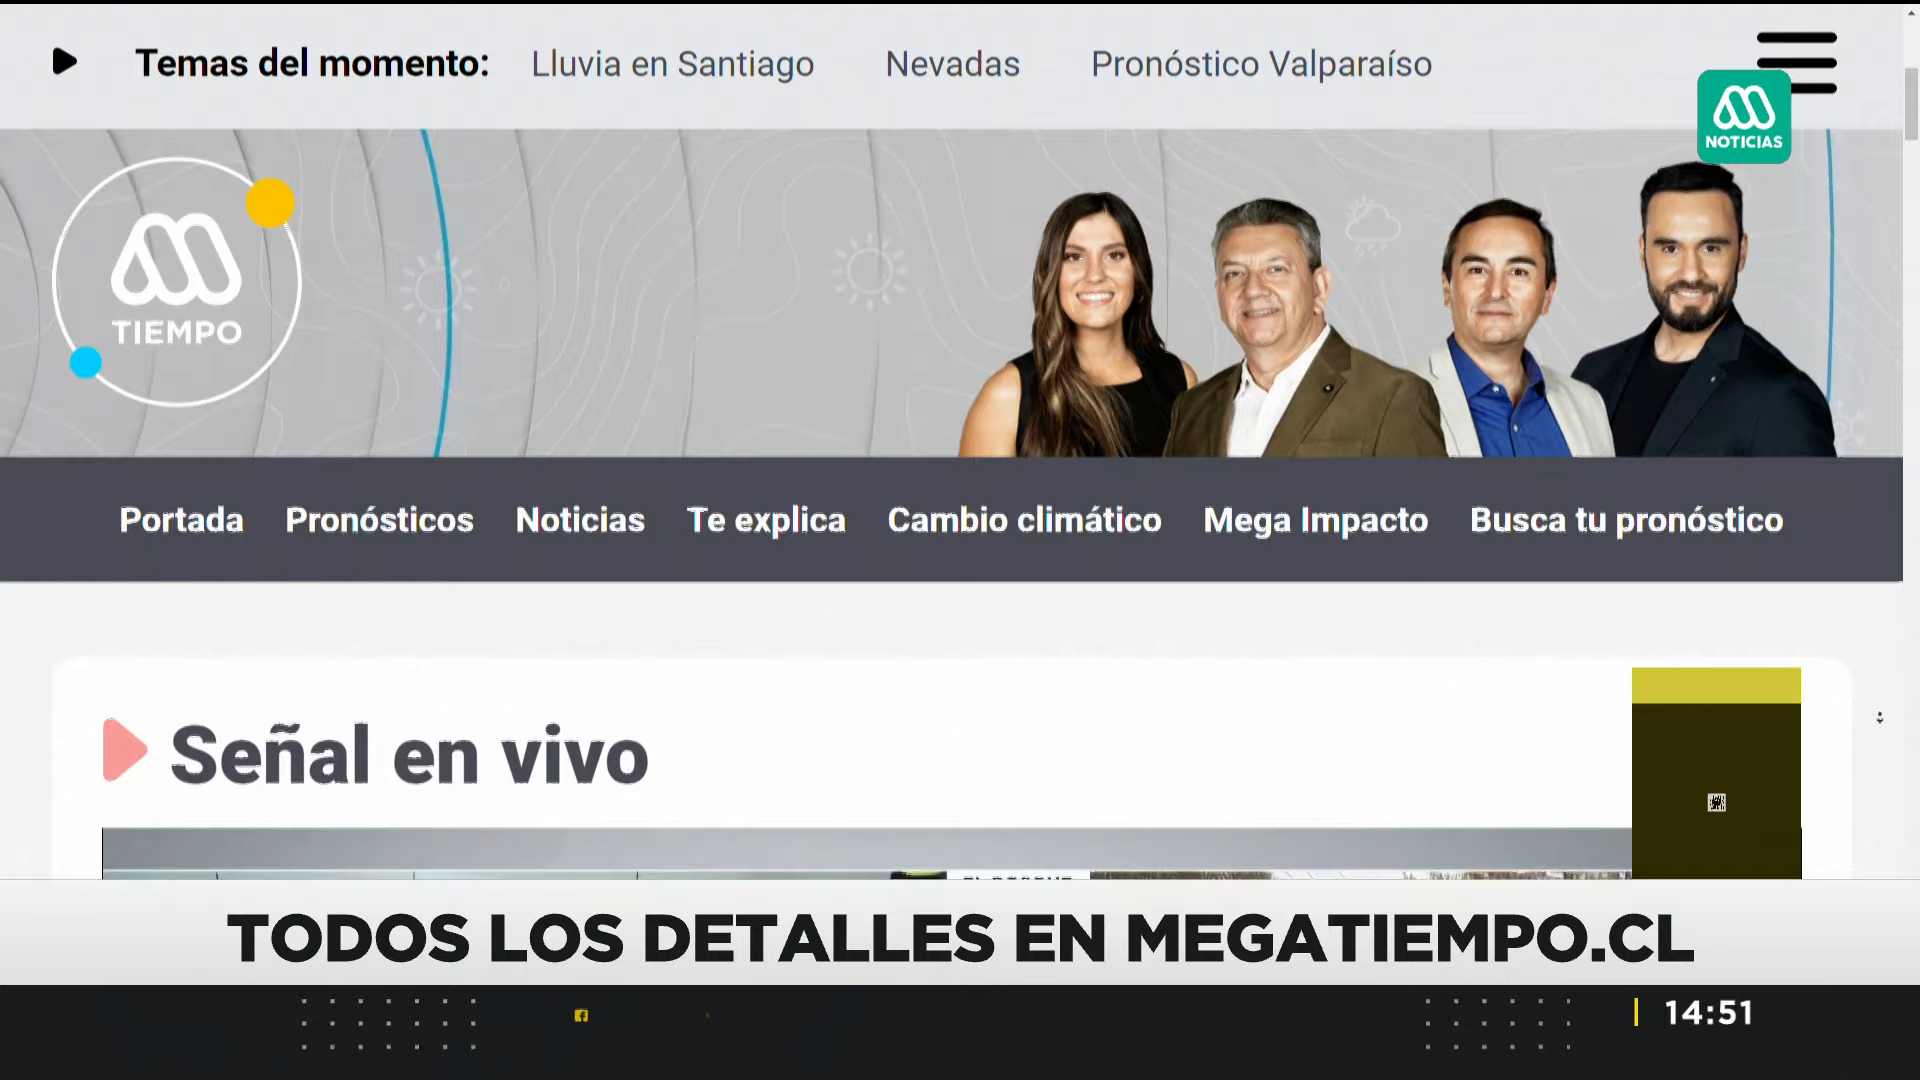 Temas del momento: Lluvia en Santiago Nevadas Pronóstico Valparaíso
NOTICIAS
TIEMPO
Portada Pronósticos Noticias Te explica Cambio climático Mega Impacto Busca tu pronóstico
Señal en vivo
TODOS LOS DETALLES EN MEGATIEMPO.CL
14:51